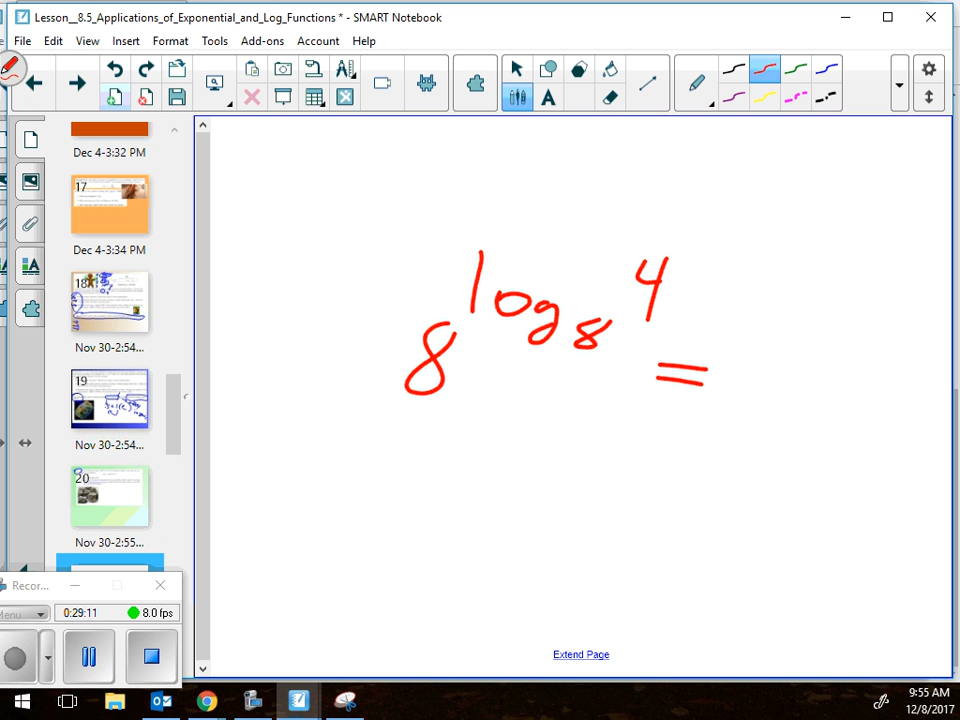 Lesson__8.5_Applications_of_Exponential_and_Log_Functions * - SMART Notebook
File Edit View Insert Format Tools Add-ons Account Help
Dec 4-3:32 PM
17
Dec 4-3:34 PM
18
Nov 30-2:54...
19
Nov 30-2:54...
20
Nov 30-2:55...
8^log_8 4 =
Extend Page
Recor...
Menu
0:29:11
8.0 fps
9:55 AM
12/8/2017